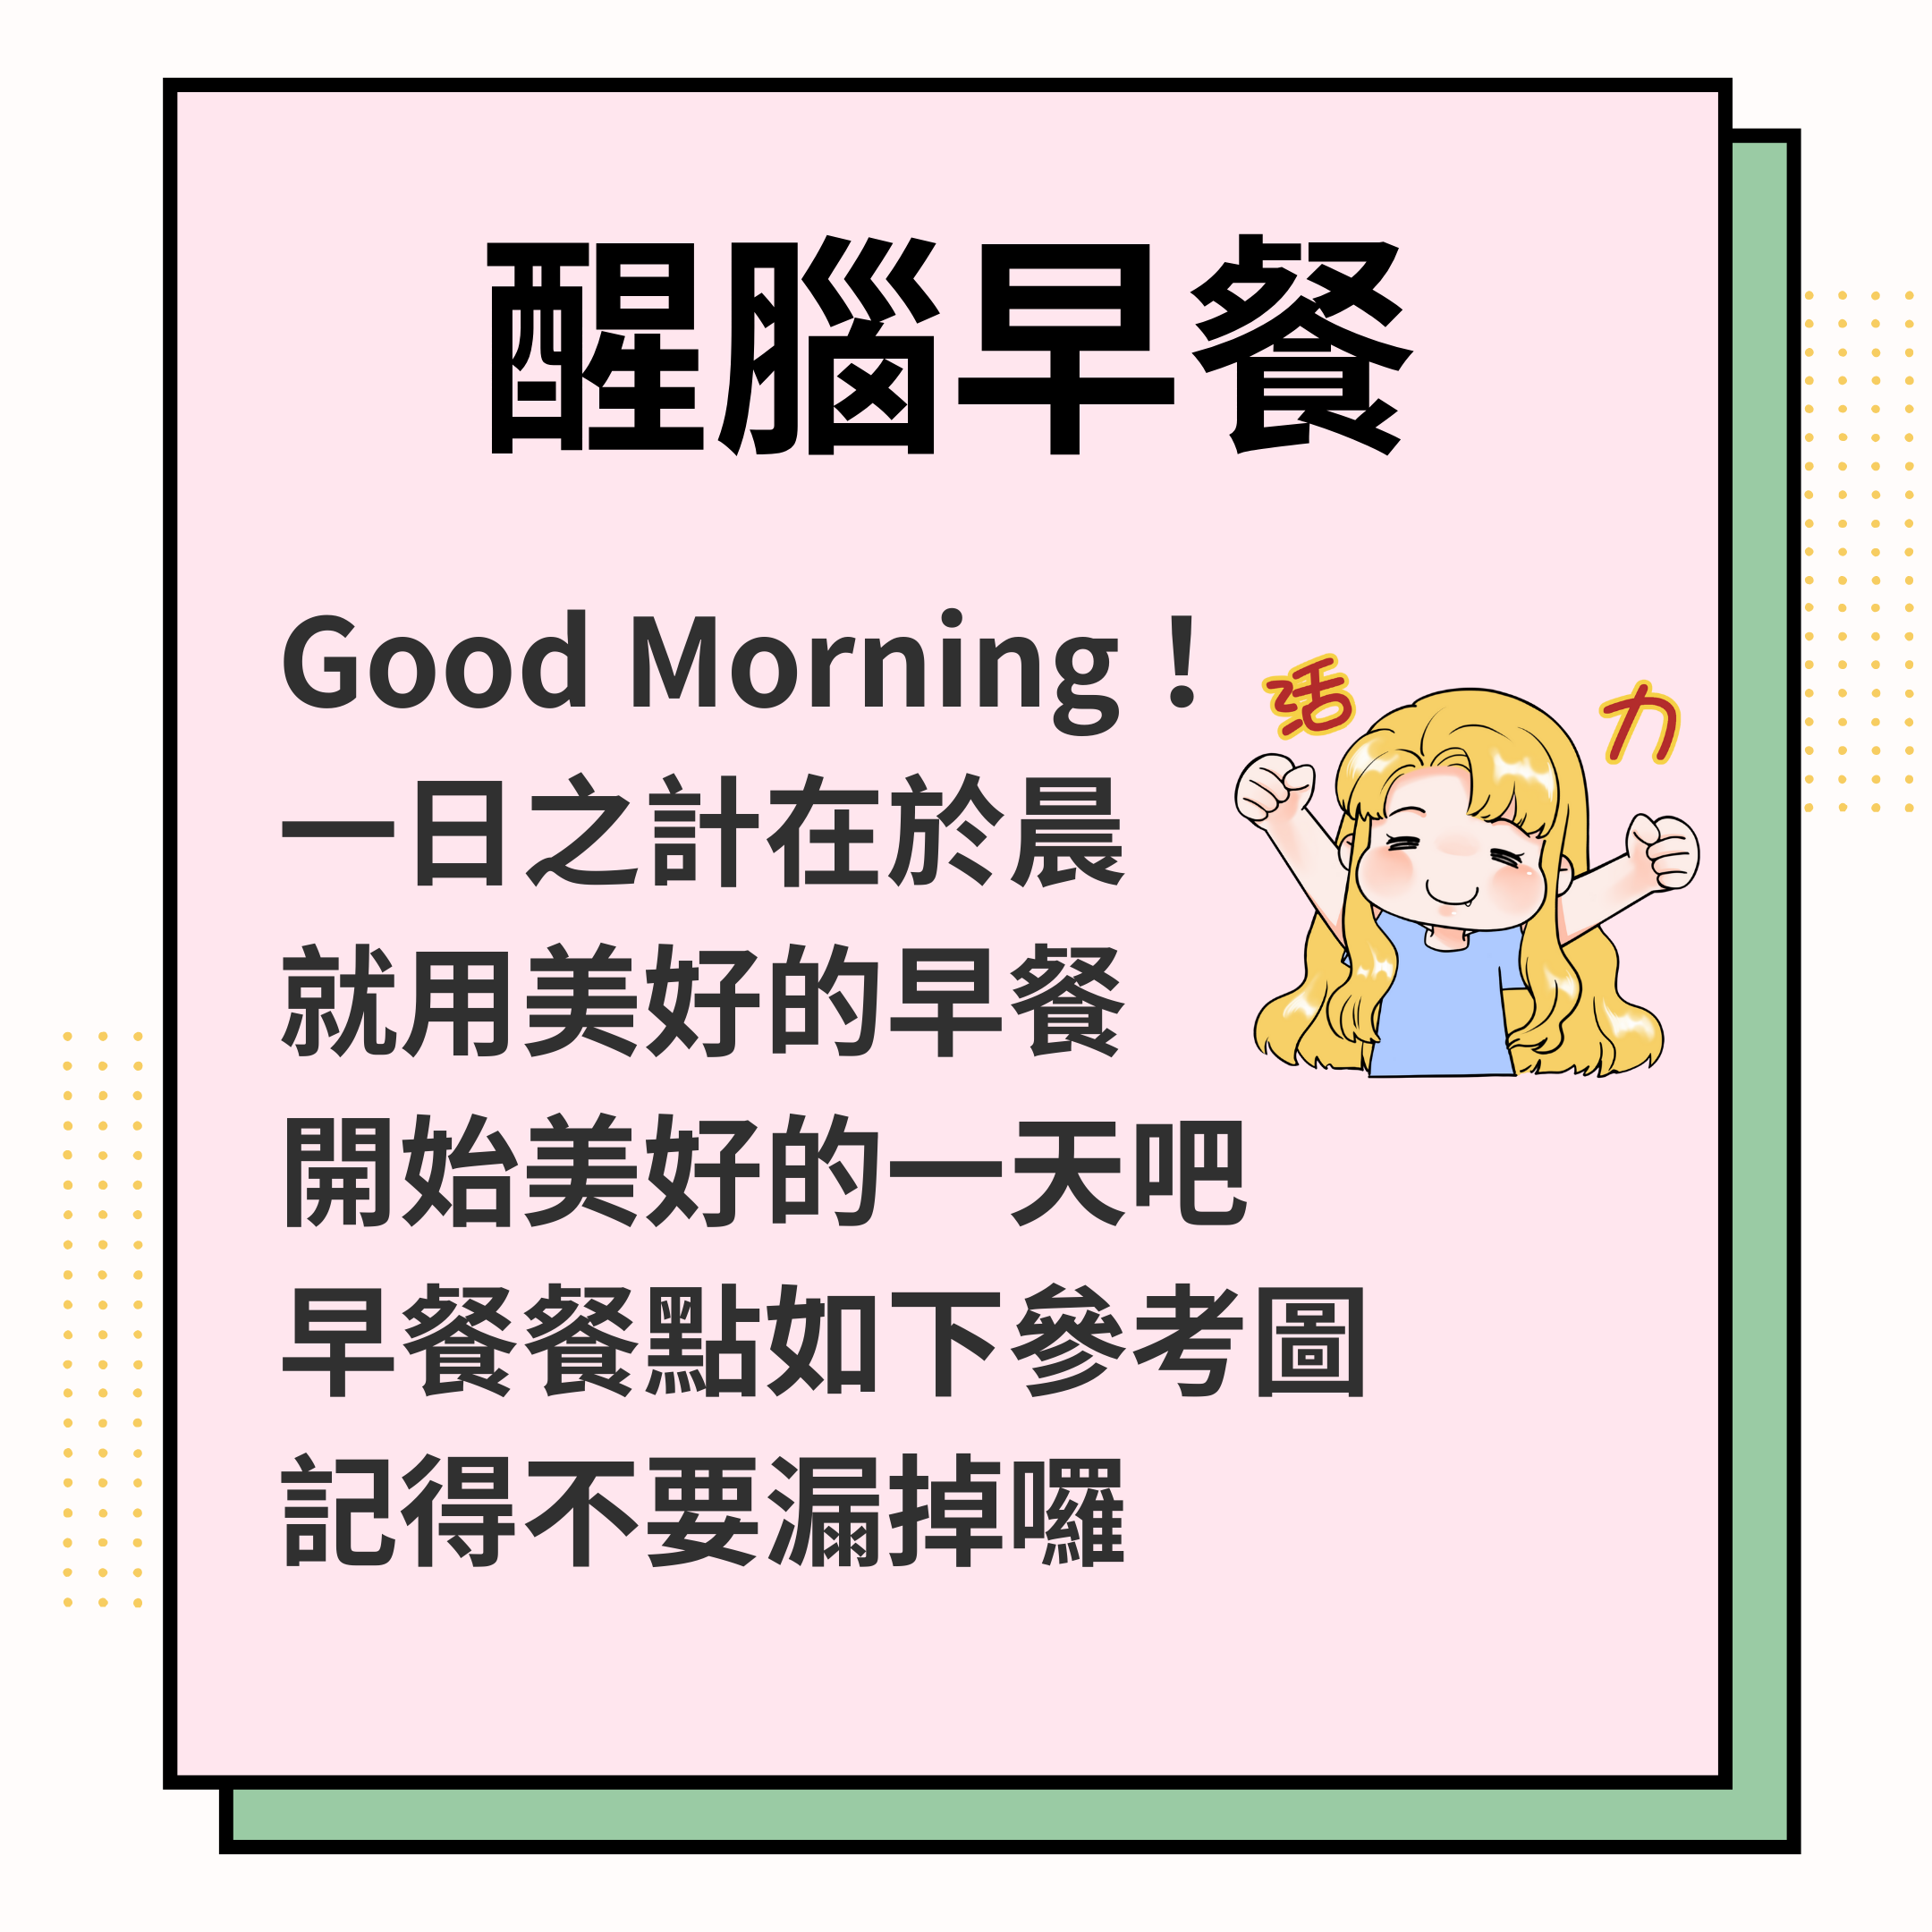 醒腦早餐
Good Morning！
一日之計在於晨
活力
就用美好的早餐
開始美好的一天吧
早餐餐點如下參考圖
記得不要漏掉囉